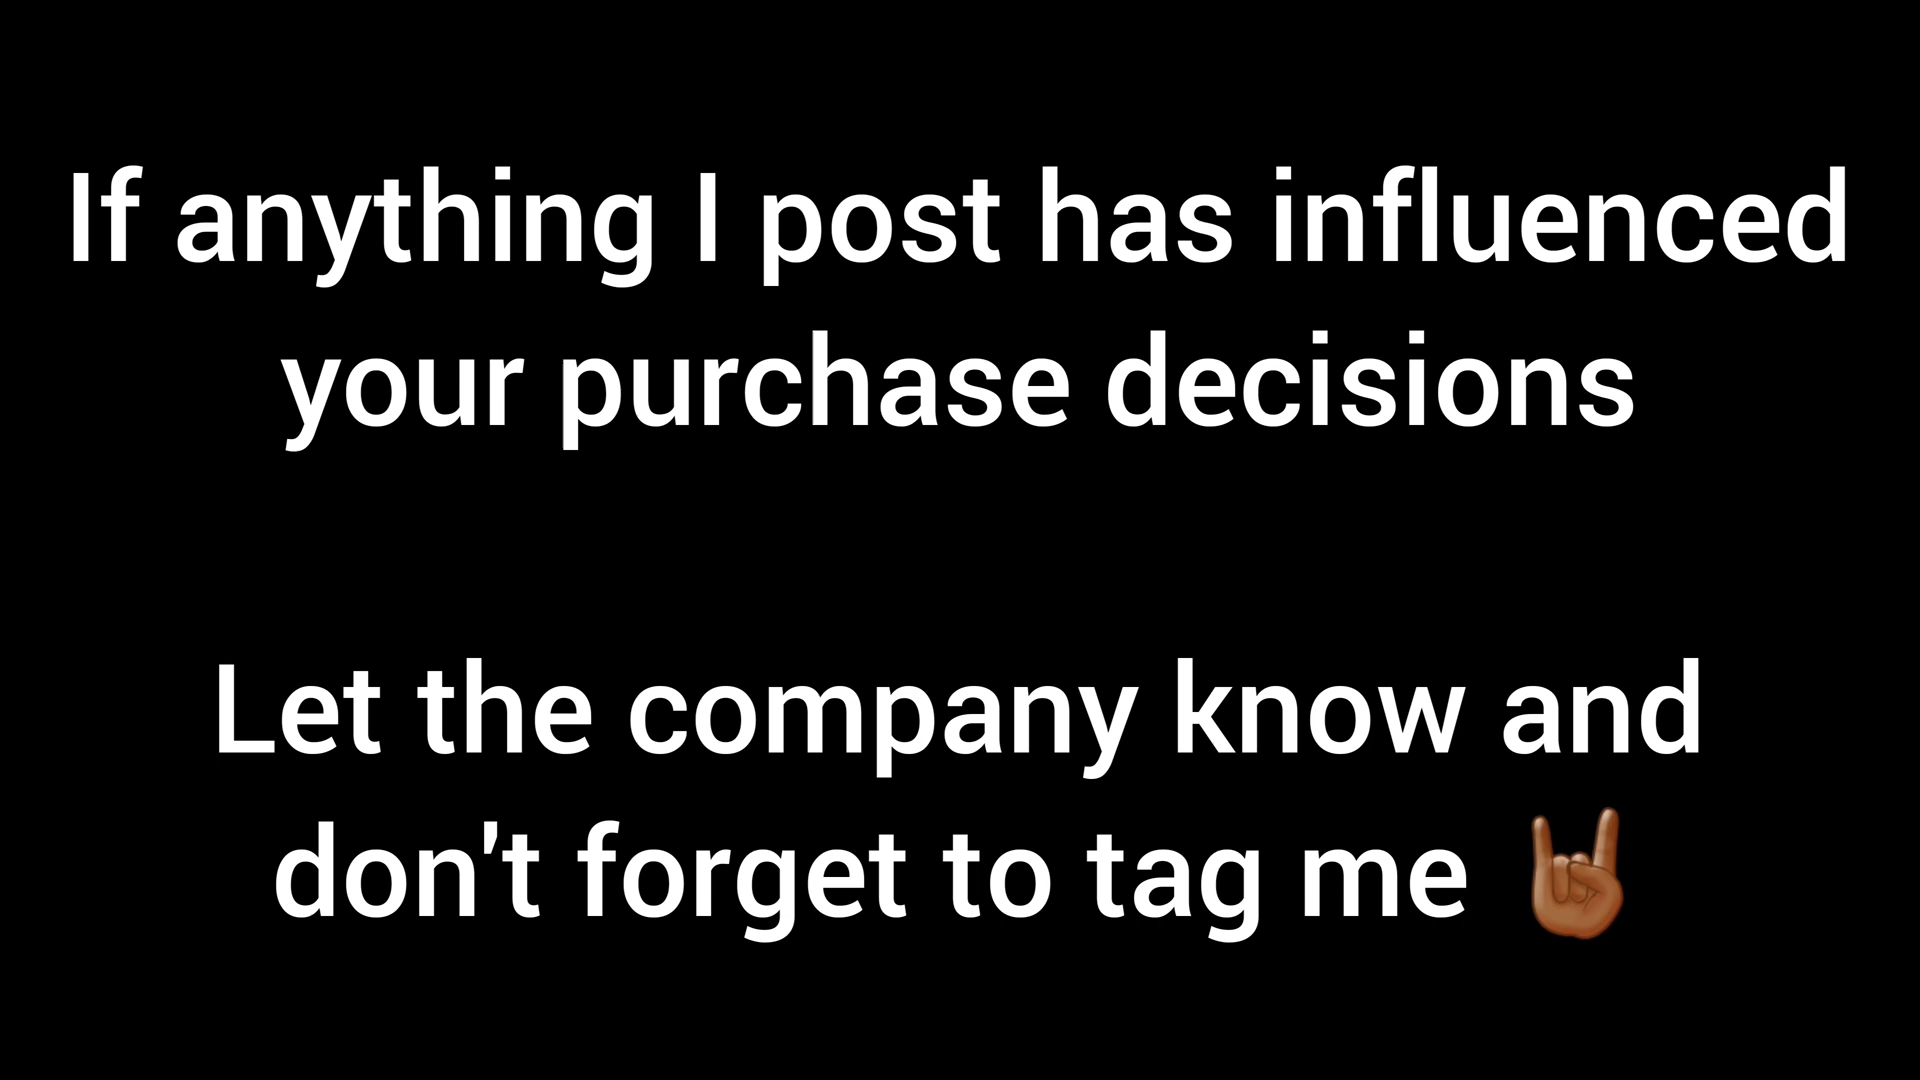 If anything I post has influenced
your purchase decisions
Let the company know and
don't forget to tag me 🤘🏾